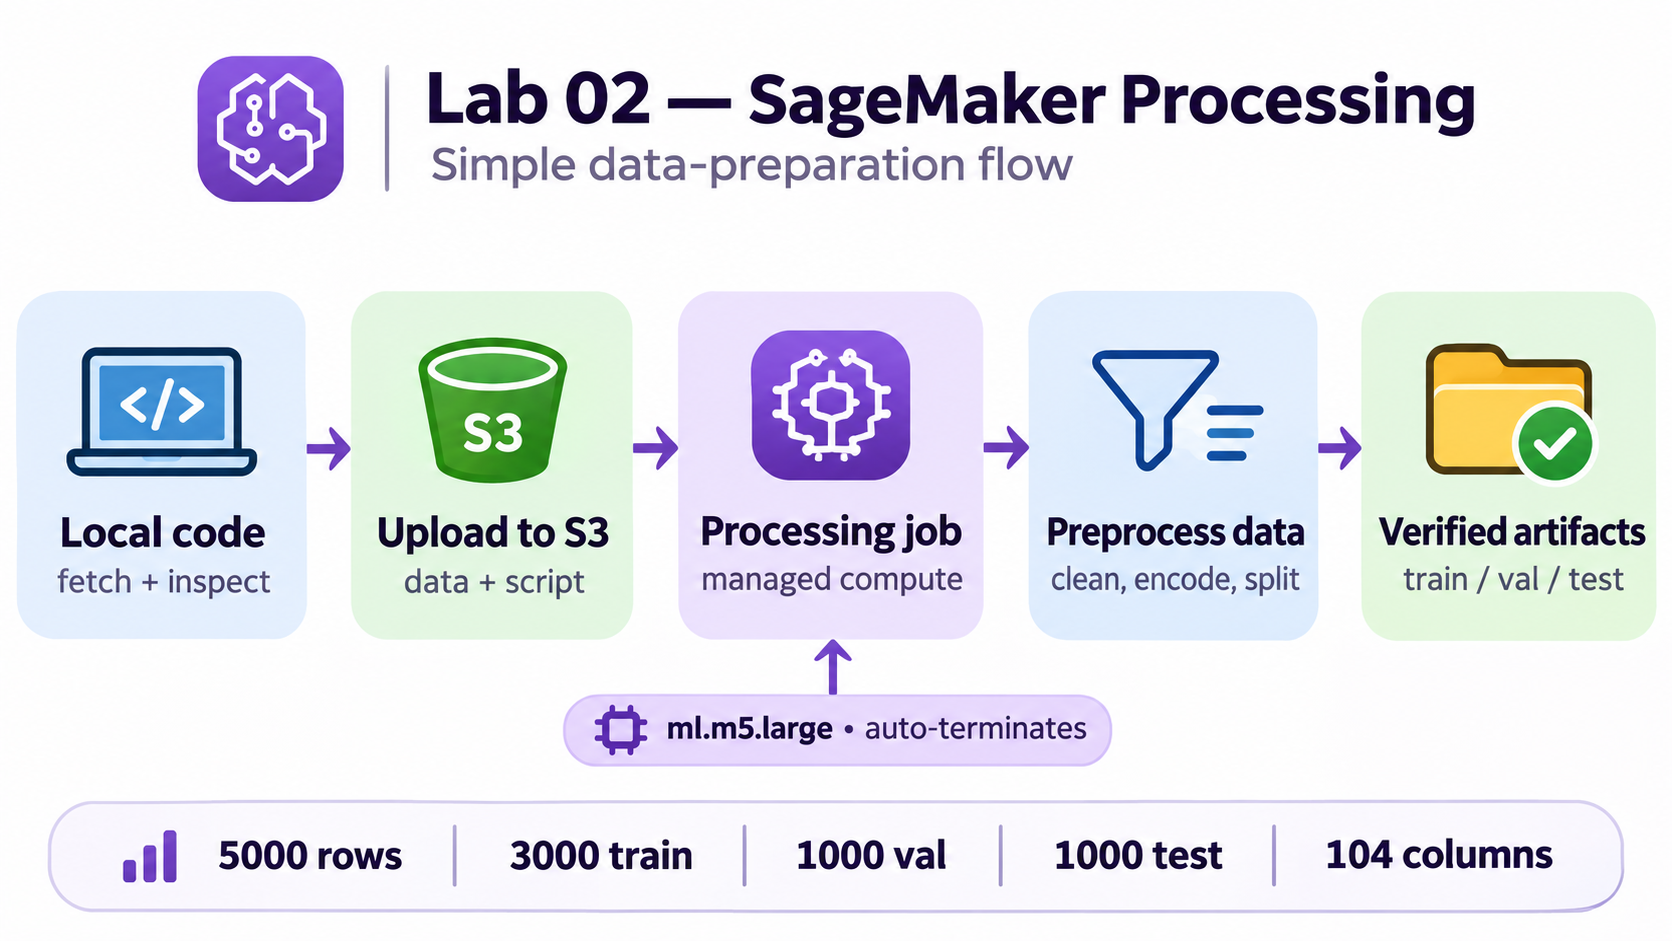 Lab 02 — SageMaker Processing
Simple data-preparation flow
</>
S3
Local code
fetch + inspect
Upload to S3
data + script
Processing job
managed compute
Preprocess data
clean, encode, split
Verified artifacts
train / val / test
ml.m5.large • auto-terminates
5000 rows
3000 train
1000 val
1000 test
104 columns